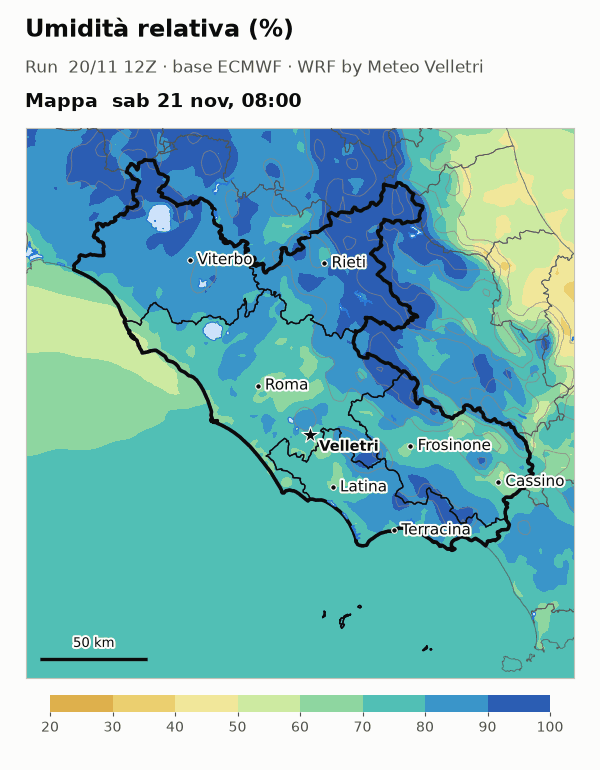 Umidità relativa (%)
Run  20/11 12Z · base ECMWF · WRF by Meteo Velletri
Mappa  sab 21 nov, 08:00
Viterbo
Rieti
Roma
Velletri
Frosinone
Cassino
Latina
Terracina
50 km
20 30 40 50 60 70 80 90 100